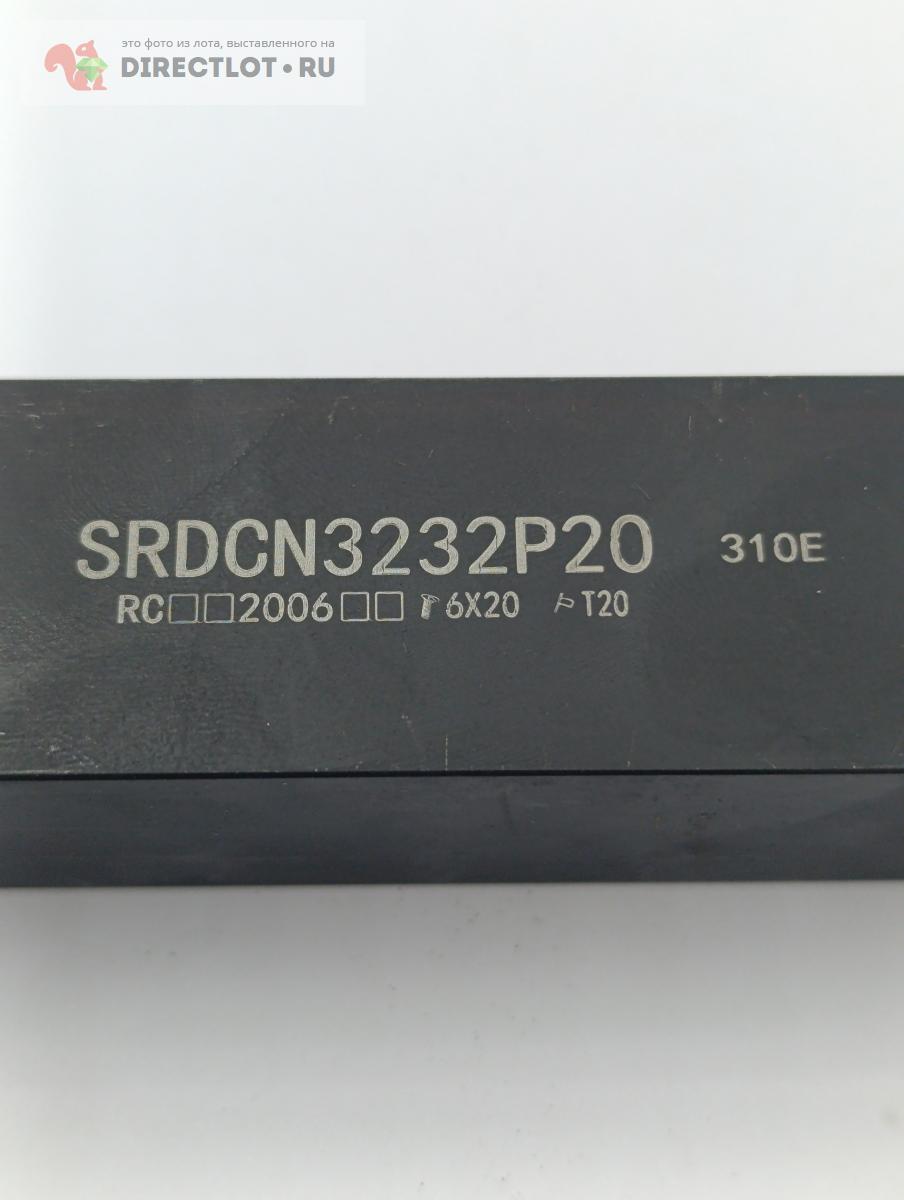 это фото из лота, выставленного на
DIRECTLOT•RU
SRDCN3232P20 310E
RC□□2006□□ 6X20 T20